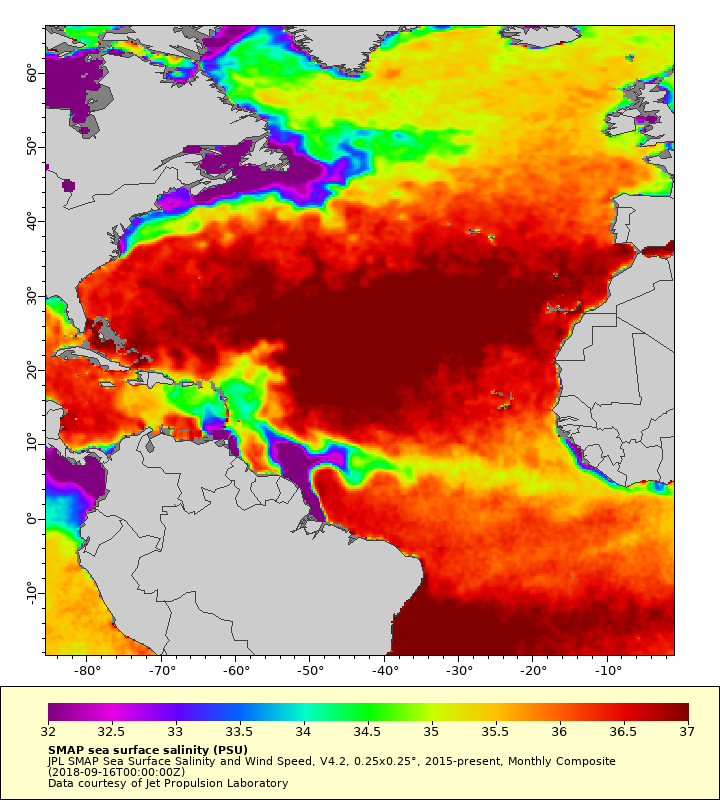 60°
50°
40°
30°
20°
10°
0°
-10°
-80° -70° -60° -50° -40° -30° -20° -10°
32 32.5 33 33.5 34 34.5 35 35.5 36 36.5 37
SMAP sea surface salinity (PSU)
JPL SMAP Sea Surface Salinity and Wind Speed, V4.2, 0.25x0.25°, 2015-present, Monthly Composite
(2018-09-16T00:00:00Z)
Data courtesy of Jet Propulsion Laboratory